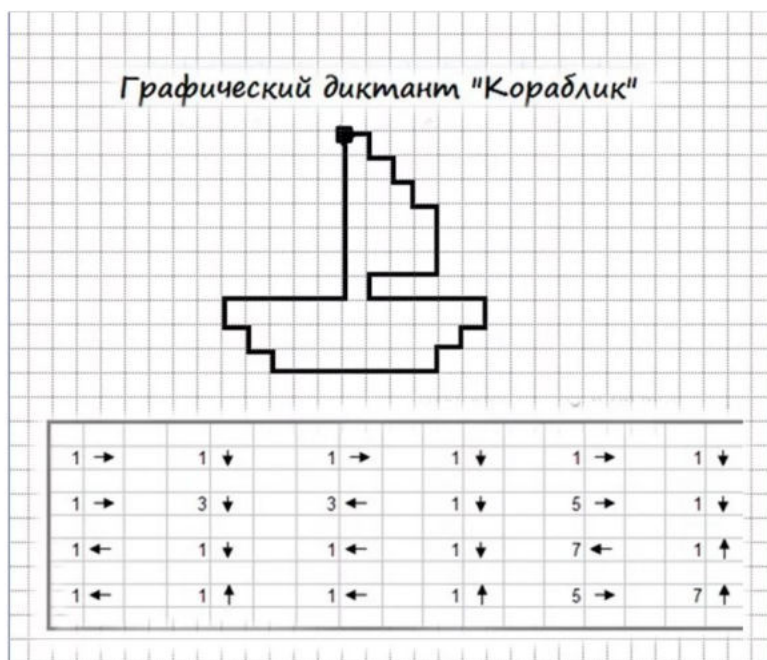 Графический диктант "Кораблик"
1 → 1 ↓ 1 → 1 ↓ 1 → 1 ↓
1 → 3 ↓ 3 ← 1 ↓ 5 → 1 ↓
1 ← 1 ↓ 1 ← 1 ↓ 7 ← 1 ↑
1 ← 1 ↑ 1 ← 1 ↑ 5 → 7 ↑